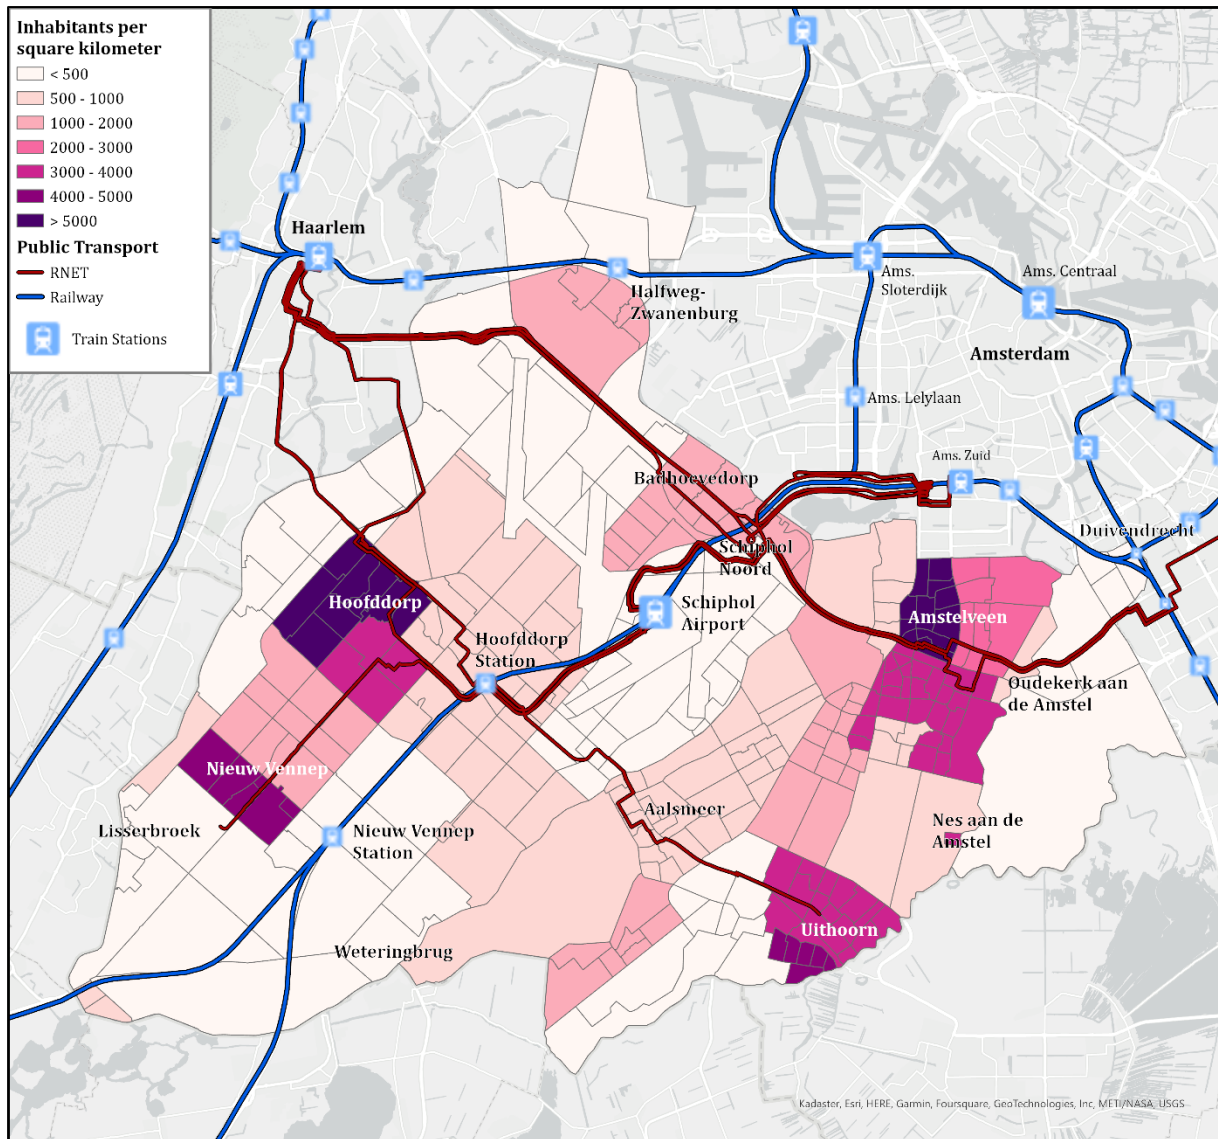 Inhabitants per
square kilometer
< 500
500 - 1000
1000 - 2000
2000 - 3000
3000 - 4000
4000 - 5000
> 5000
Public Transport
RNET
Railway
Train Stations
Haarlem
Halfweg-
Zwanenburg
Ams.
Sloterdijk
Ams. Centraal
Amsterdam
Ams. Lelylaan
Ams. Zuid
Badhoevedorp
Duivendrecht
Schiphol
Noord
Hoofddorp
Schiphol
Airport
Amstelveen
Hoofddorp
Station
Oudekerk aan
de Amstel
Nieuw Vennep
Aalsmeer
Lisserbroek
Nieuw Vennep
Station
Nes aan de
Amstel
Uithoorn
Weteringbrug
Kadaster, Esri, HERE, Garmin, Foursquare, GeoTechnologies, Inc, METI/NASA, USGS